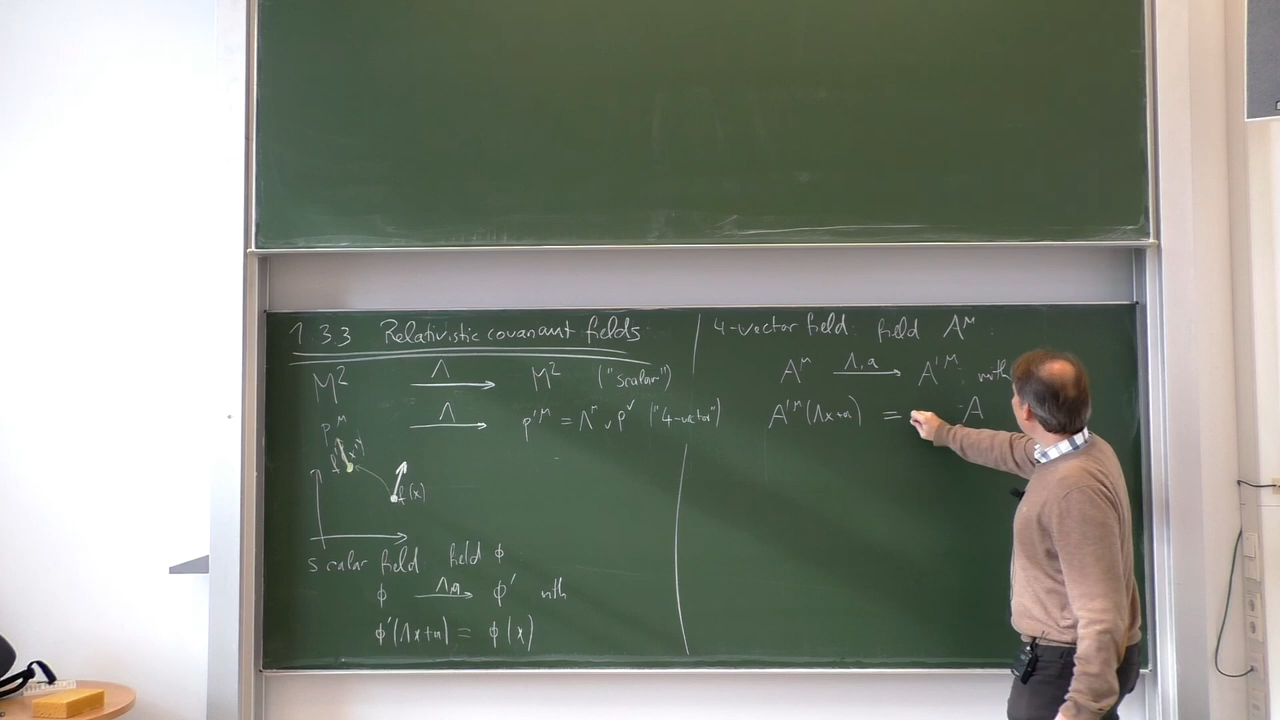 1.3.3 Relativistic covariant fields:
M² —Λ→ M² ("scalar")
p^μ —Λ→ p'^μ = Λ^μ_ν p^ν ("4-vector")
f(x)
scalar field: field ϕ
ϕ —Λ,a→ ϕ' with
ϕ'(Λx+a) = ϕ(x)
4-vector field: field A^μ.
A^μ —Λ,a→ A'^μ. with
A'^μ(Λx+a) = A